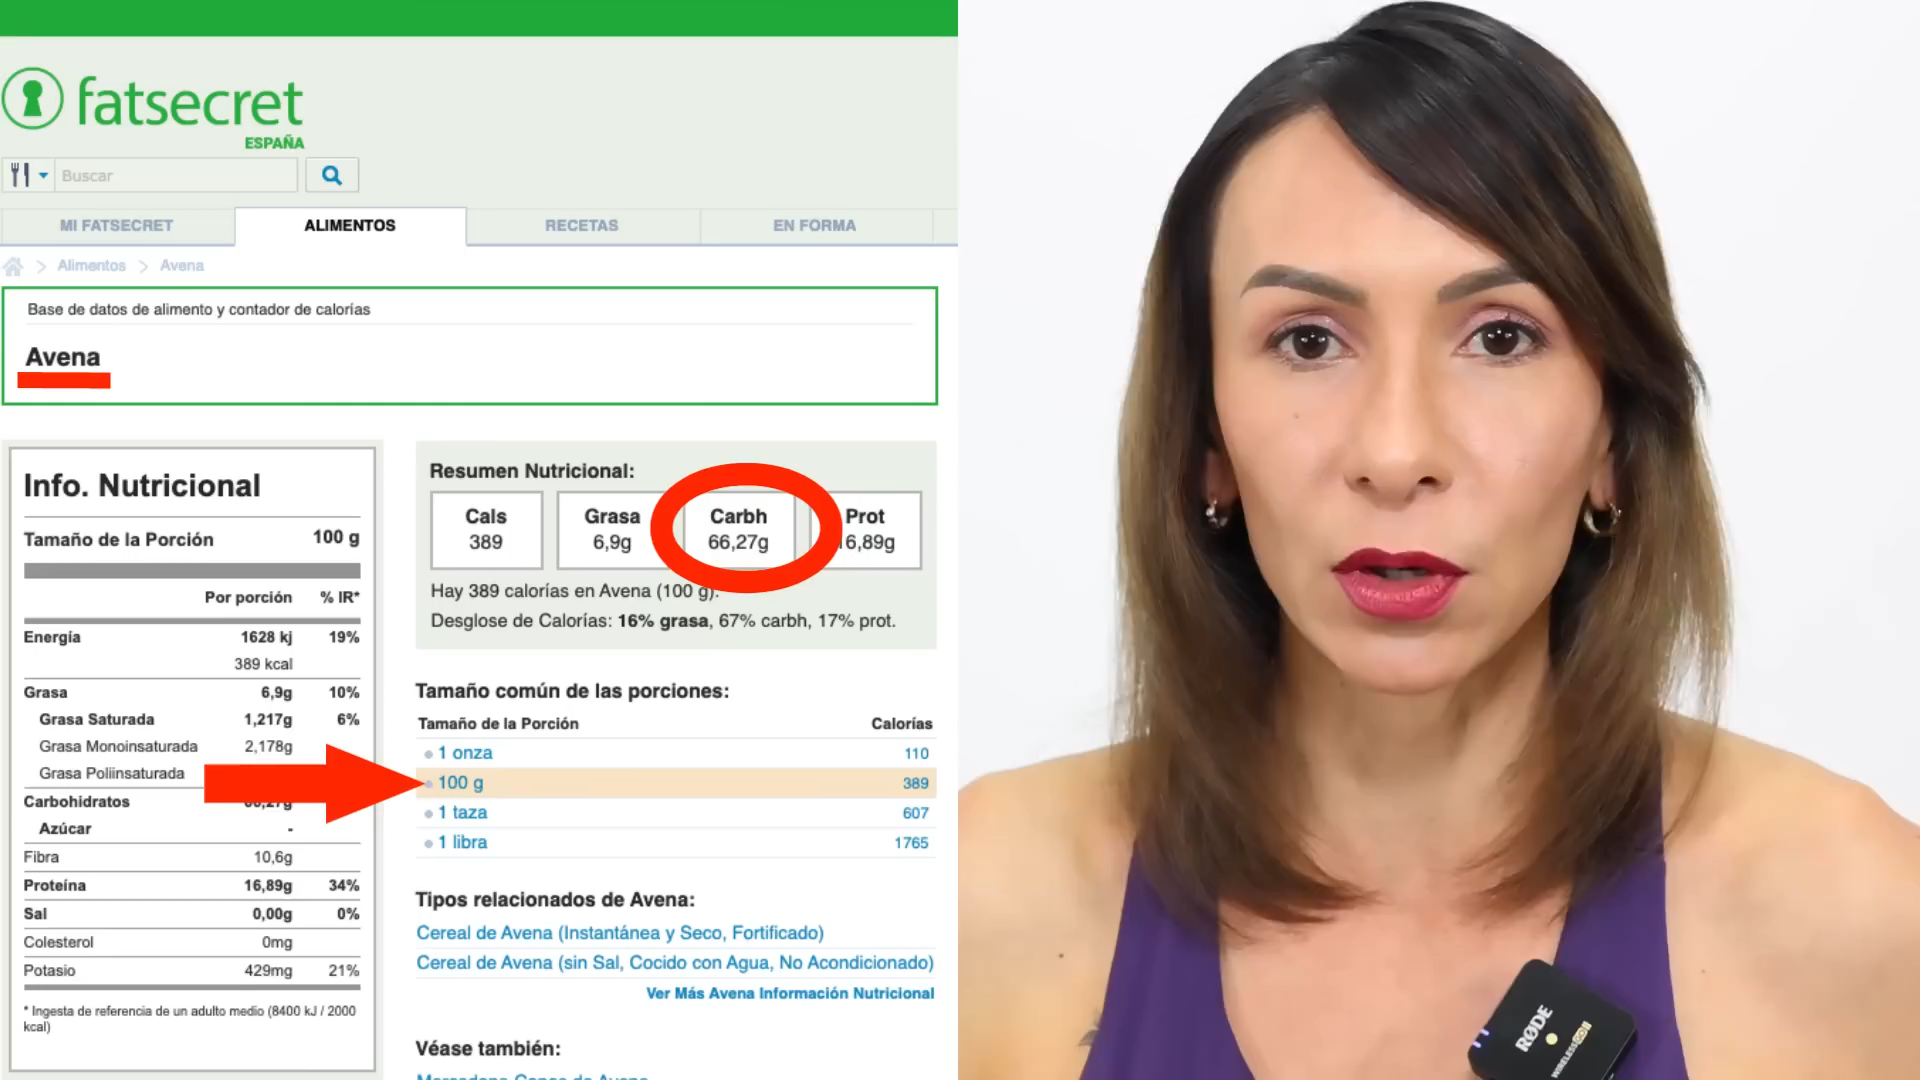 fatsecret
ESPAÑA
Buscar
MI FATSECRET
ALIMENTOS
RECETAS
EN FORMA
Alimentos > Avena
Base de datos de alimento y contador de calorías
Avena
Info. Nutricional
Tamaño de la Porción 100 g
Por porción % IR*
Energía 1628 kj 19%
389 kcal
Grasa 6,9g 10%
Grasa Saturada 1,217g 6%
Grasa Monoinsaturada 2,178g
Grasa Poliinsaturada
Carbohidratos 66,27g
Azúcar -
Fibra 10,6g
Proteína 16,89g 34%
Sal 0,00g 0%
Colesterol 0mg
Potasio 429mg 21%
* Ingesta de referencia de un adulto medio (8400 kJ / 2000
kcal)
Resumen Nutricional:
Cals Grasa Carbh Prot
389 6,9g 66,27g 6,89g
Hay 389 calorías en Avena (100 g).
Desglose de Calorías: 16% grasa, 67% carbh, 17% prot.
Tamaño común de las porciones:
Tamaño de la Porción Calorías
1 onza 110
100 g 389
1 taza 607
1 libra 1765
Tipos relacionados de Avena:
Cereal de Avena (Instantánea y Seco, Fortificado)
Cereal de Avena (sin Sal, Cocido con Agua, No Acondicionado)
Ver Más Avena Información Nutricional
Véase también:
RØDE
WIRELESS GO II